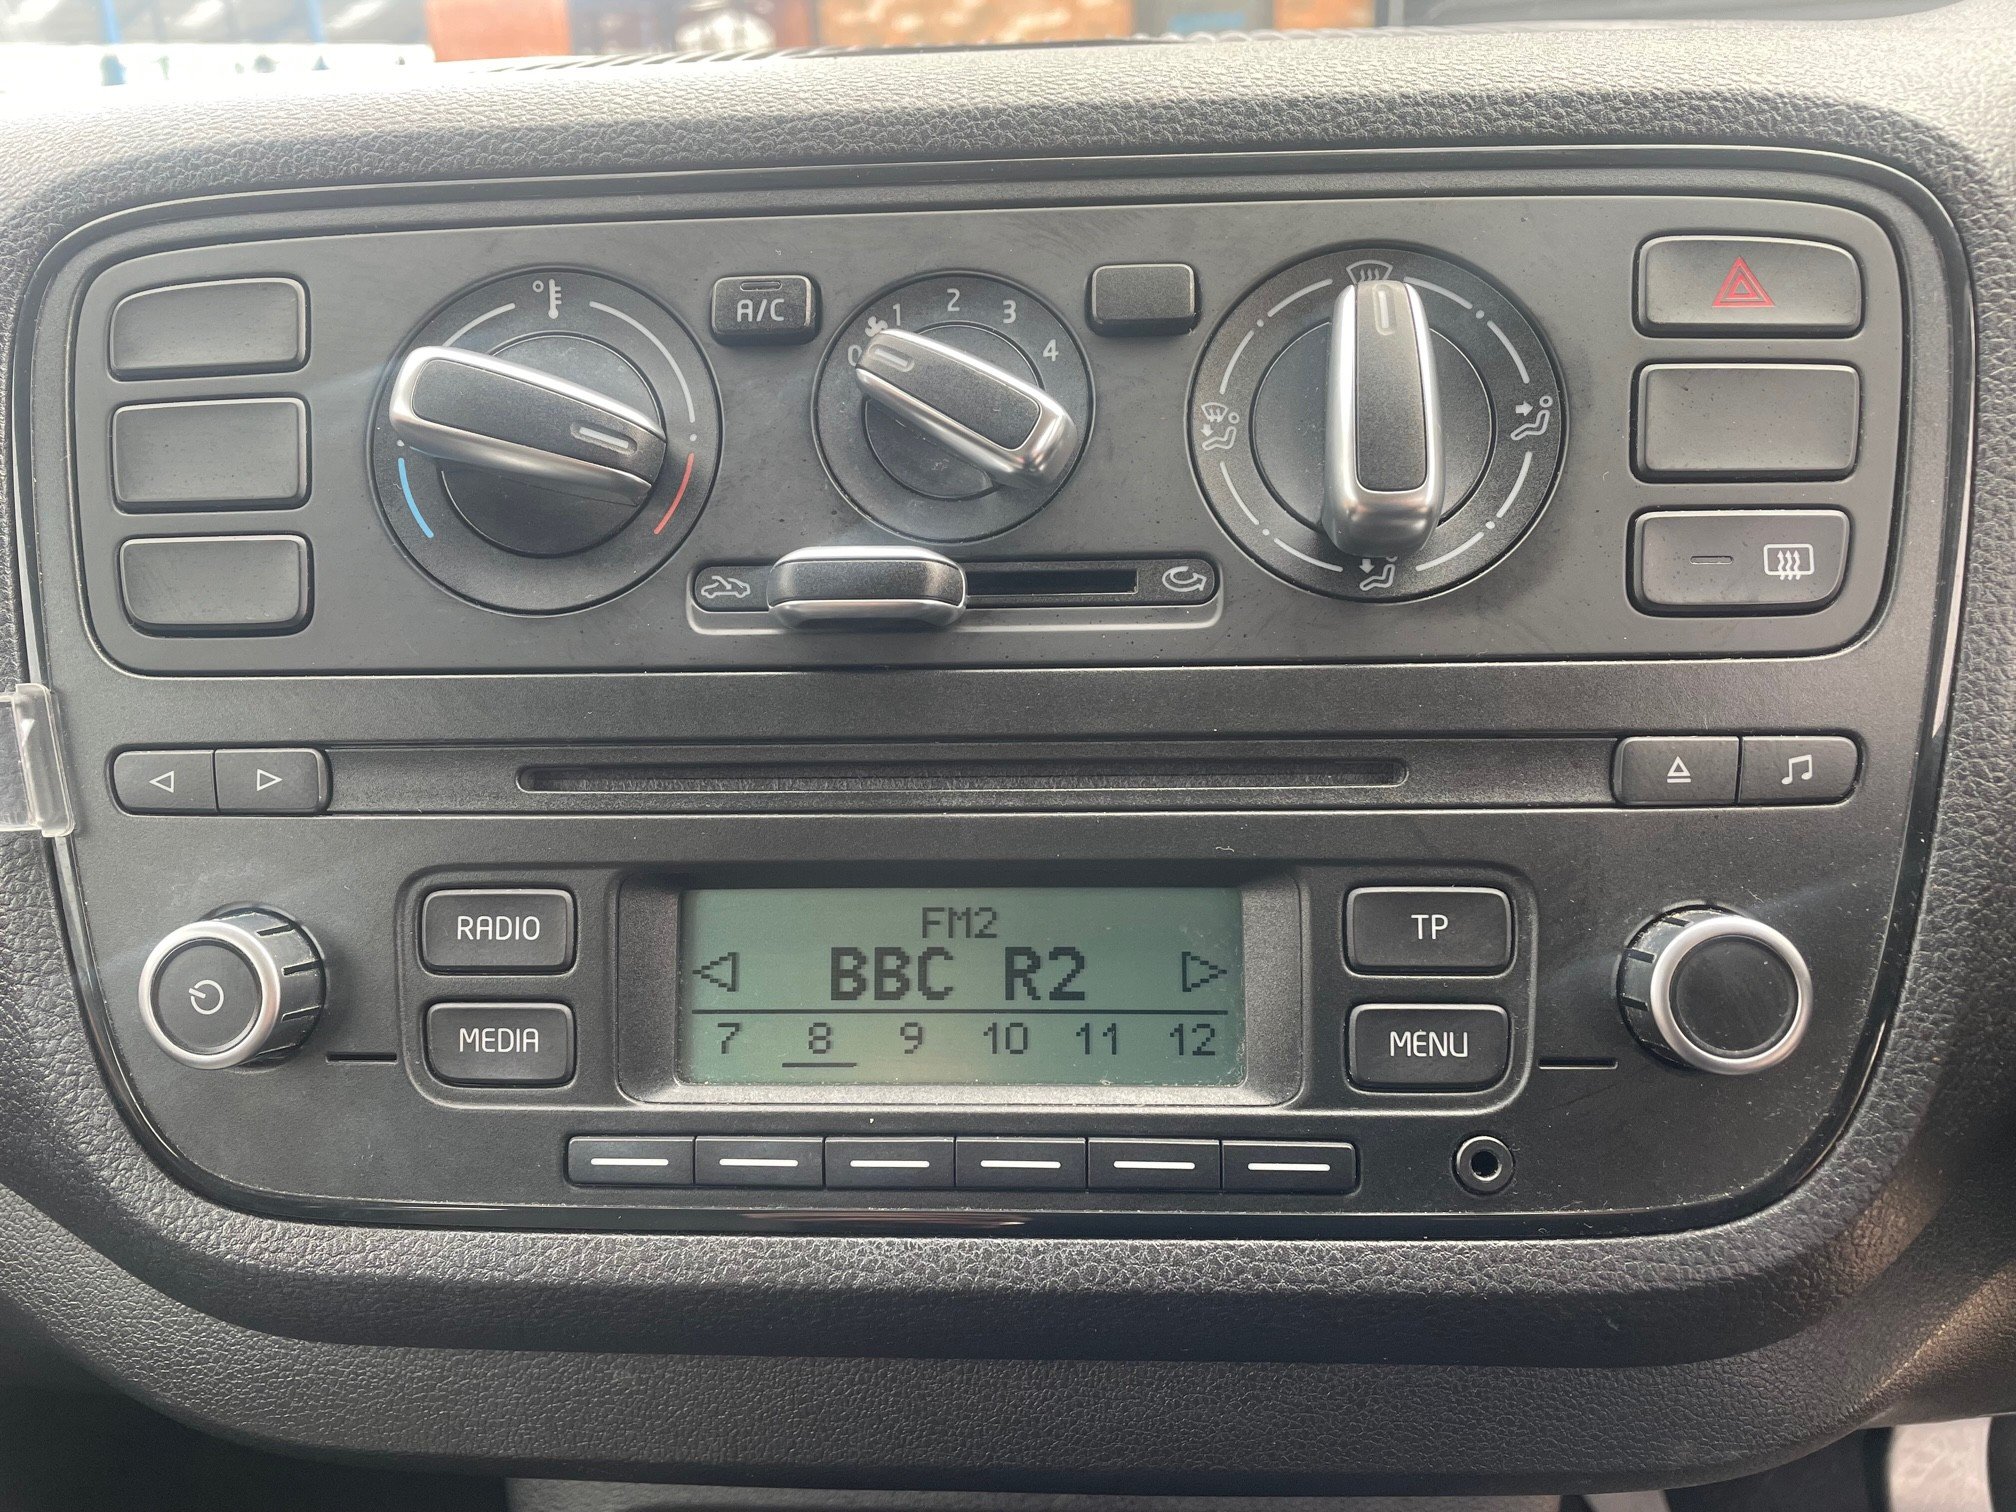 A/C
0 1 2 3 4
RADIO
MEDIA
FM2
BBC R2
7 8 9 10 11 12
TP
MENU